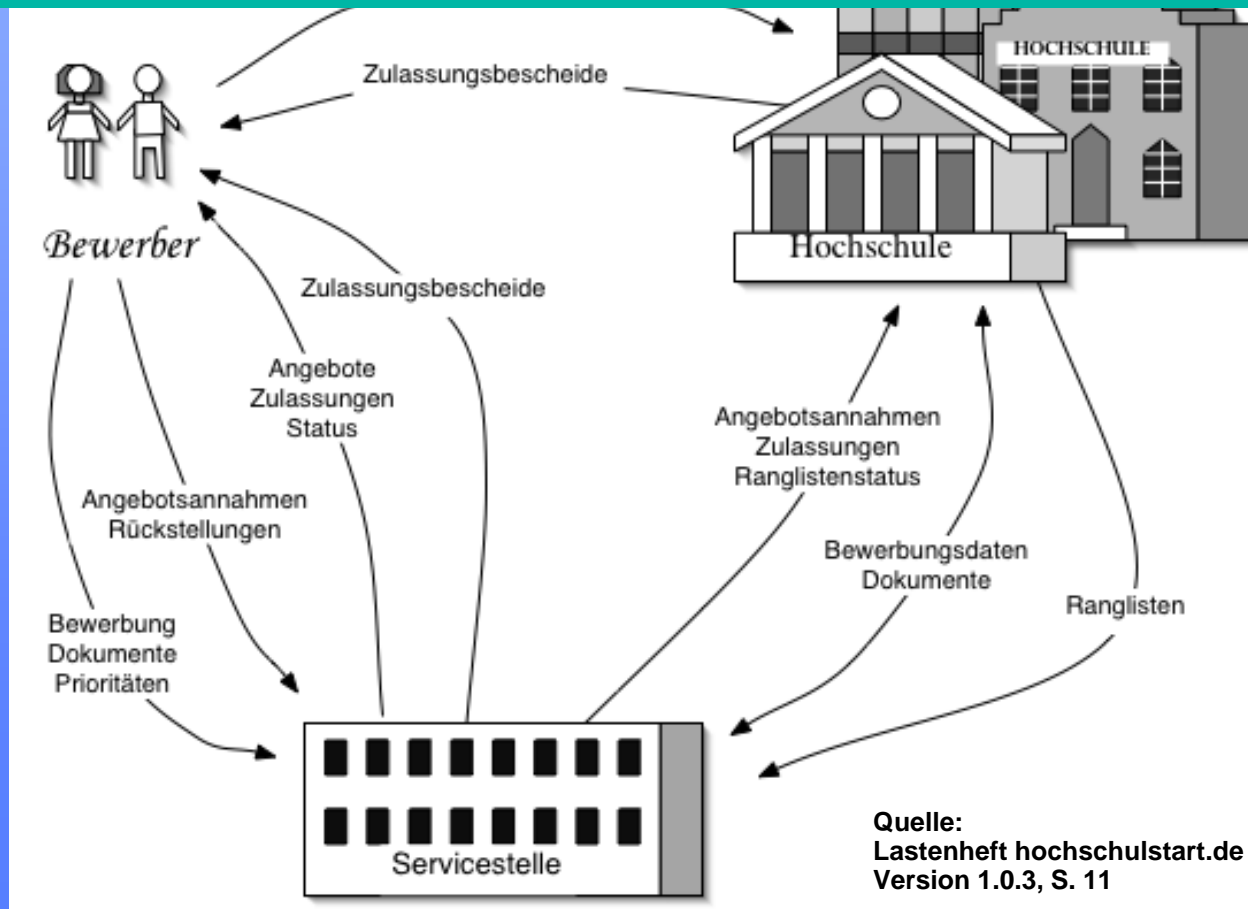 HOCHSCHULE
Zulassungsbescheide
Bewerber
Hochschule
Zulassungsbescheide
Angebote
Zulassungen
Status
Angebotsannahmen
Zulassungen
Ranglistenstatus
Angebotsannahmen
Rückstellungen
Bewerbungsdaten
Dokumente
Ranglisten
Bewerbung
Dokumente
Prioritäten
Servicestelle
Quelle:
Lastenheft hochschulstart.de
Version 1.0.3, S. 11